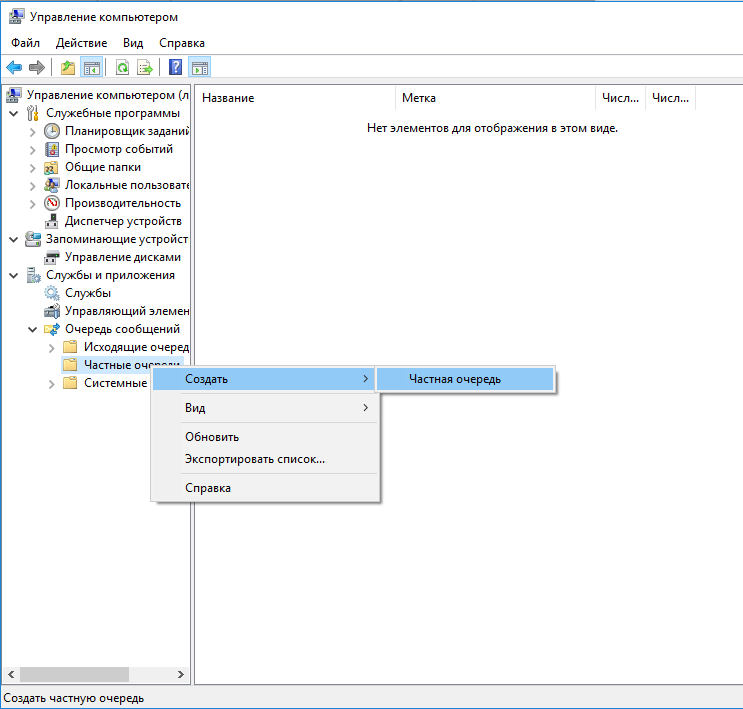 Управление компьютером
Файл Действие Вид Справка
Управление компьютером (л
Название Метка Числ... Числ...
Служебные программы
Нет элементов для отображения в этом виде.
Планировщик заданий
Просмотр событий
Общие папки
Локальные пользовате
Производительность
Диспетчер устройств
Запоминающие устройст
Управление дисками
Службы и приложения
Службы
Управляющий элемен
Очередь сообщений
Исходящие очеред
Частные очереди
Системные
Создать
Частная очередь
Вид
Обновить
Экспортировать список...
Справка
Создать частную очередь